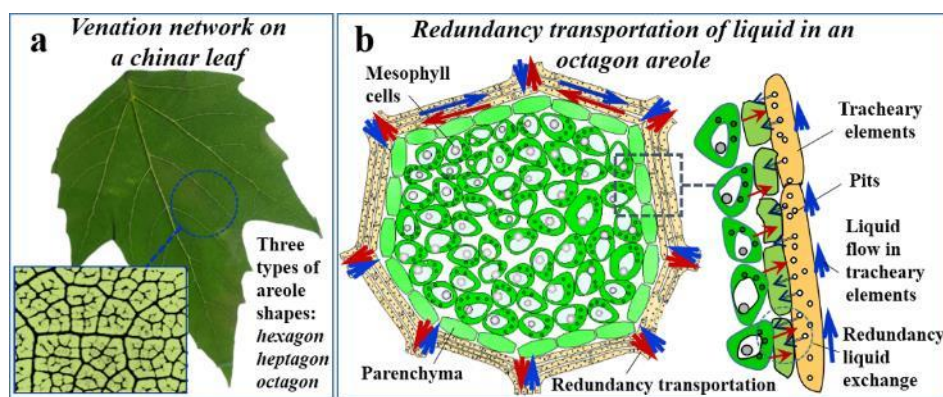 a
Venation network on
a chinar leaf
Three
types of
areole
shapes:
hexagon
heptagon
octagon
b
Redundancy transportation of liquid in an
octagon areole
Mesophyll
cells
Parenchyma
Redundancy transportation
Tracheary
elements
Pits
Liquid
flow in
tracheary
elements
Redundancy
liquid
exchange